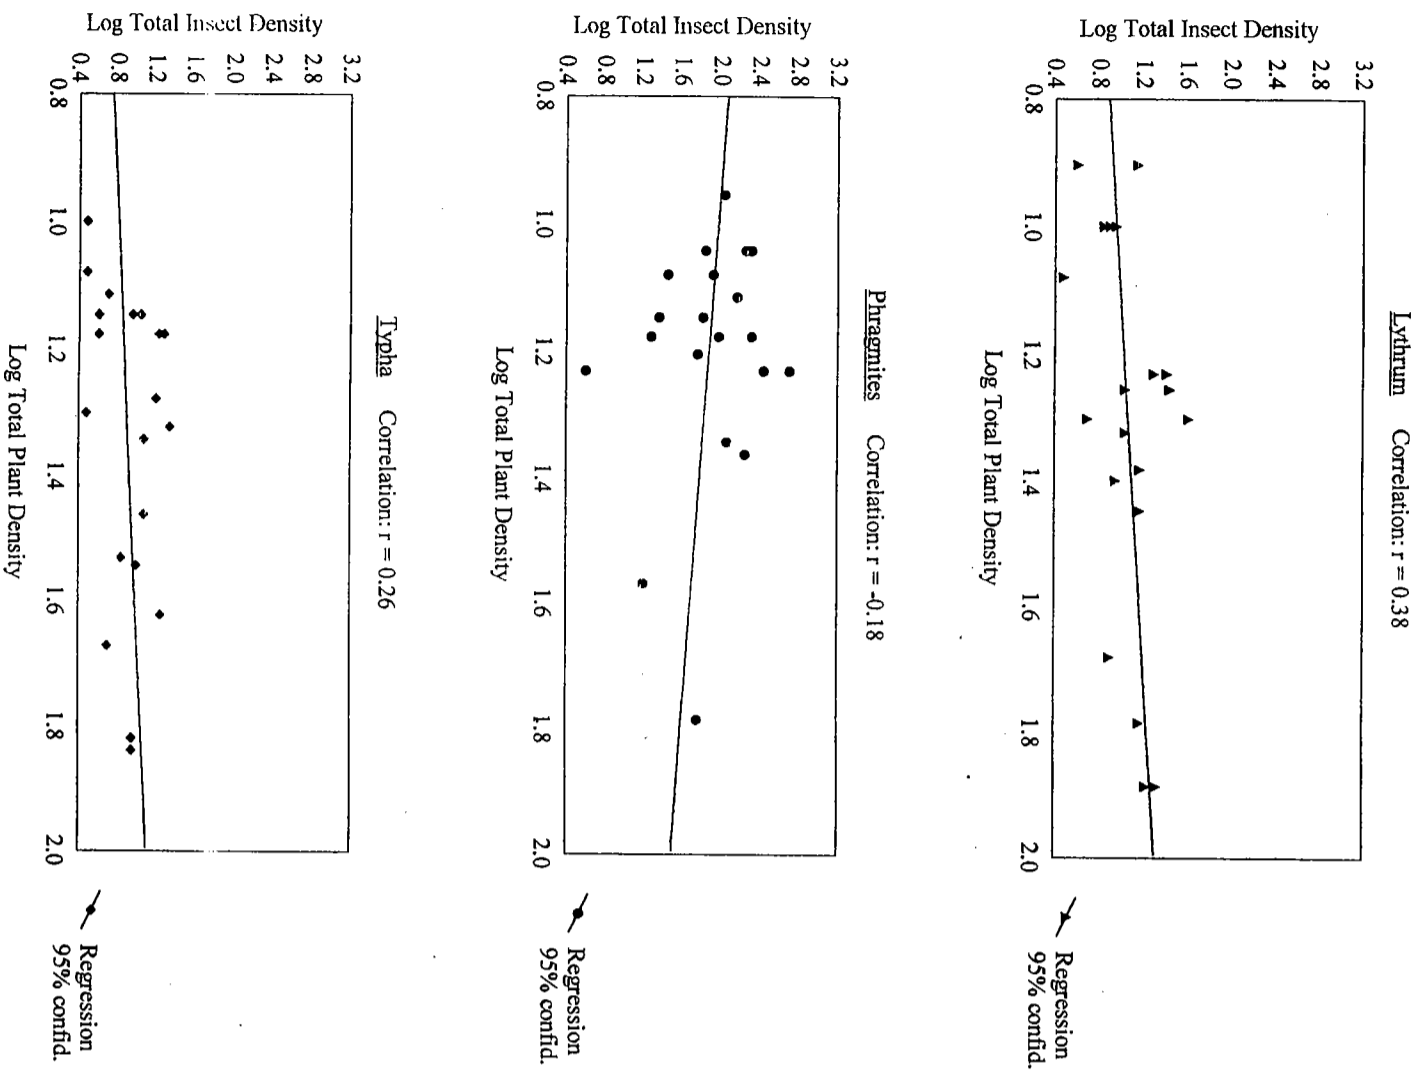 Lythrum Correlation: r = 0.38
Log Total Insect Density
3.2
2.8
2.4
2.0
1.6
1.2
0.8
0.4
0.8 1.0 1.2 1.4 1.6 1.8 2.0
Log Total Plant Density
Regression
95% confid.
Phragmites Correlation: r = -0.18
Log Total Insect Density
3.2
2.8
2.4
2.0
1.6
1.2
0.8
0.4
0.8 1.0 1.2 1.4 1.6 1.8 2.0
Log Total Plant Density
Regression
95% confid.
Typha Correlation: r = 0.26
Log Total Insect Density
3.2
2.8
2.4
2.0
1.6
1.2
0.8
0.4
0.8 1.0 1.2 1.4 1.6 1.8 2.0
Log Total Plant Density
Regression
95% confid.